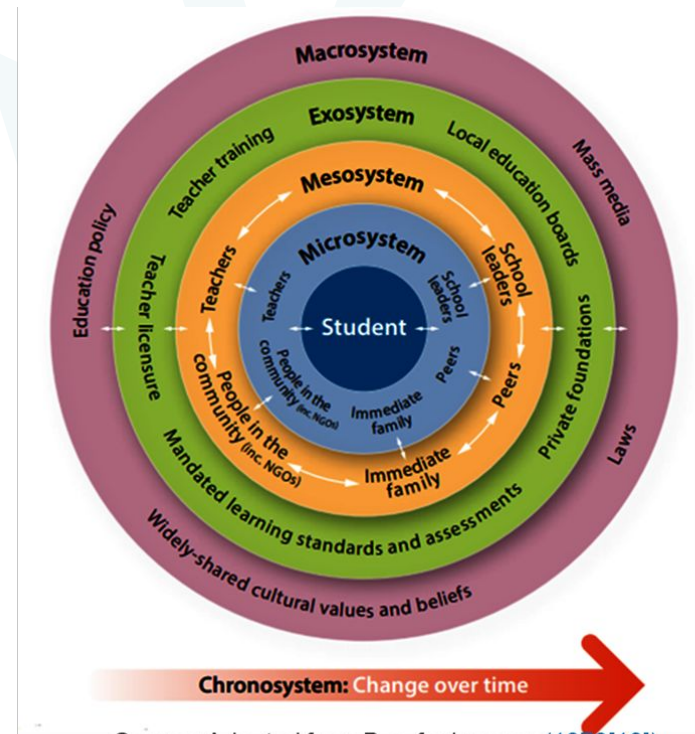 Macrosystem
Mass media
Laws
Widely-shared cultural values and beliefs
Education policy
Exosystem
Local education boards
Private foundations
Mandated learning standards and assessments
Teacher licensure
Teacher training
Mesosystem
School
leaders
Peers
Immediate
family
People in the
community (Inc. NGOs)
Teachers
Microsystem
School
leaders
Peers
Immediate
family
People in the
community (Inc. NGOs)
Teachers
Student
Chronosystem: Change over time